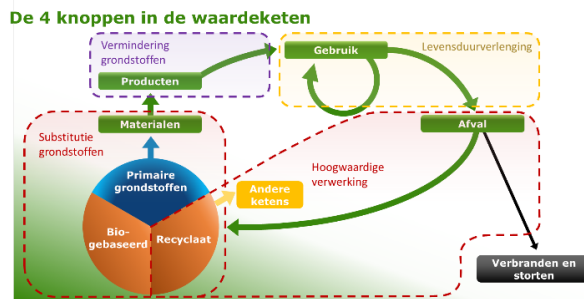 De 4 knoppen in de waardeketen
Vermindering
grondstoffen
Producten
Gebruik
Levensduurverlenging
Substitutie
grondstoffen
Materialen
Afval
Primaire
grondstoffen
Hoogwaardige
verwerking
Andere
ketens
Bio-
gebaseerd
Recyclaat
Verbranden en
storten